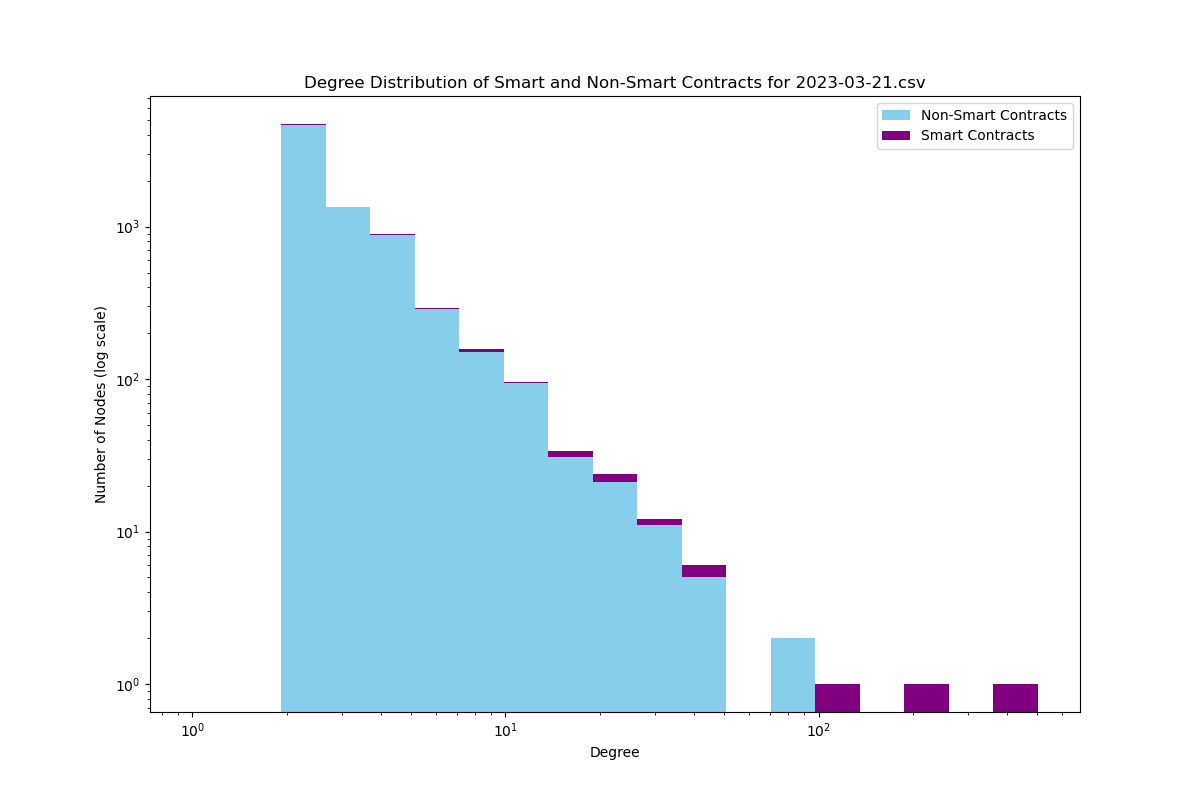 Degree Distribution of Smart and Non-Smart Contracts for 2023-03-21.csv
Non-Smart Contracts
Smart Contracts
Number of Nodes (log scale)
10³
10²
10¹
10⁰
10⁰ 10¹ 10²
Degree